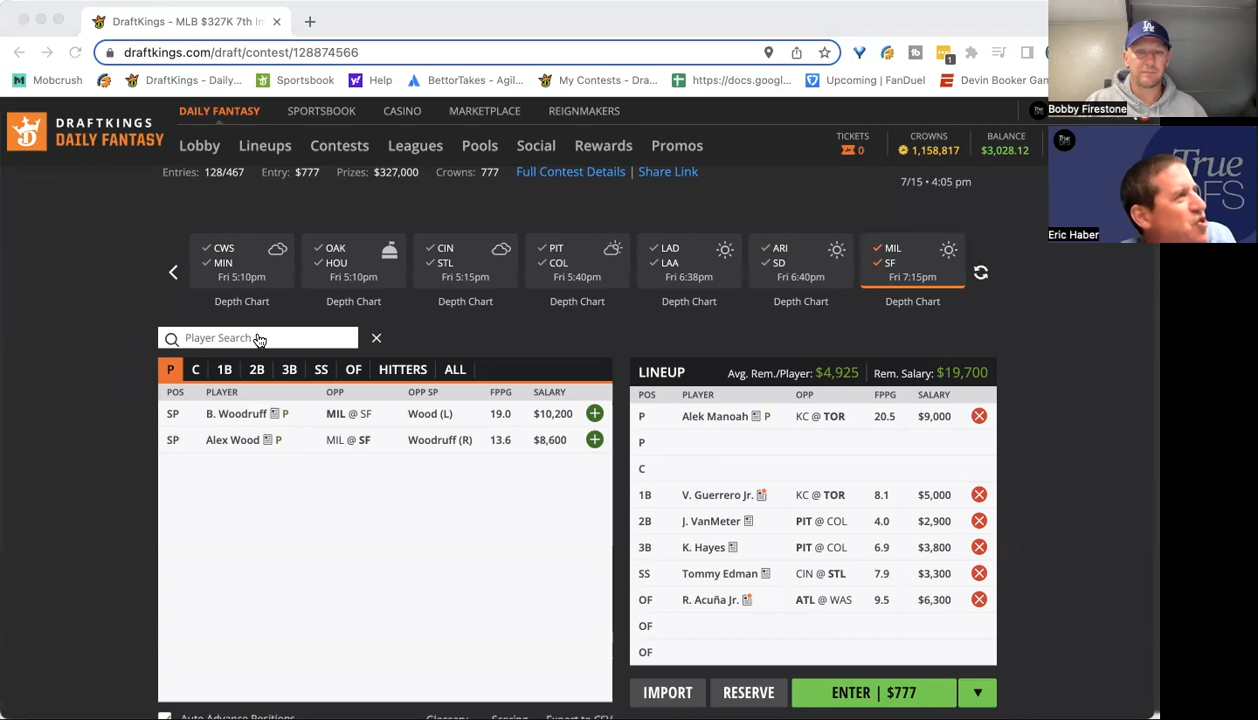 DraftKings - MLB $327K 7th In
draftkings.com/draft/contest/128874566
Mobcrush DraftKings - Daily... Sportsbook Help BettorTakes - Agil... My Contests - Dra... https://docs.googl... Upcoming | FanDuel Devin Booker Gam
Bobby Firestone
DRAFTKINGS DAILY FANTASY
DAILY FANTASY SPORTSBOOK CASINO MARKETPLACE REIGNMAKERS
Lobby Lineups Contests Leagues Pools Social Rewards Promos
TICKETS 0 CROWNS 1,158,817 BALANCE $3,028.12
True DFS
Eric Haber
Entries: 128/467 Entry: $777 Prizes: $327,000 Crowns: 777 Full Contest Details | Share Link
7/15 • 4:05 pm
CWS MIN Fri 5:10pm
OAK HOU Fri 5:10pm
CIN STL Fri 5:15pm
PIT COL Fri 5:40pm
LAD LAA Fri 6:38pm
ARI SD Fri 6:40pm
MIL SF Fri 7:15pm
Depth Chart Depth Chart Depth Chart Depth Chart Depth Chart Depth Chart Depth Chart
Player Search
P C 1B 2B 3B SS OF HITTERS ALL
POS PLAYER OPP OPP SP FPPG SALARY
SP B. Woodruff P MIL @ SF Wood (L) 19.0 $10,200
SP Alex Wood P MIL @ SF Woodruff (R) 13.6 $8,600
LINEUP Avg. Rem./Player: $4,925 Rem. Salary: $19,700
POS PLAYER OPP FPPG SALARY
P Alek Manoah P KC @ TOR 20.5 $9,000
P
C
1B V. Guerrero Jr. KC @ TOR 8.1 $5,000
2B J. VanMeter PIT @ COL 4.0 $2,900
3B K. Hayes PIT @ COL 6.9 $3,800
SS Tommy Edman CIN @ STL 7.9 $3,300
OF R. Acuña Jr. ATL @ WAS 9.5 $6,300
OF
OF
IMPORT RESERVE ENTER | $777
Auto Advance Positions Glossary Scoring Export to CSV